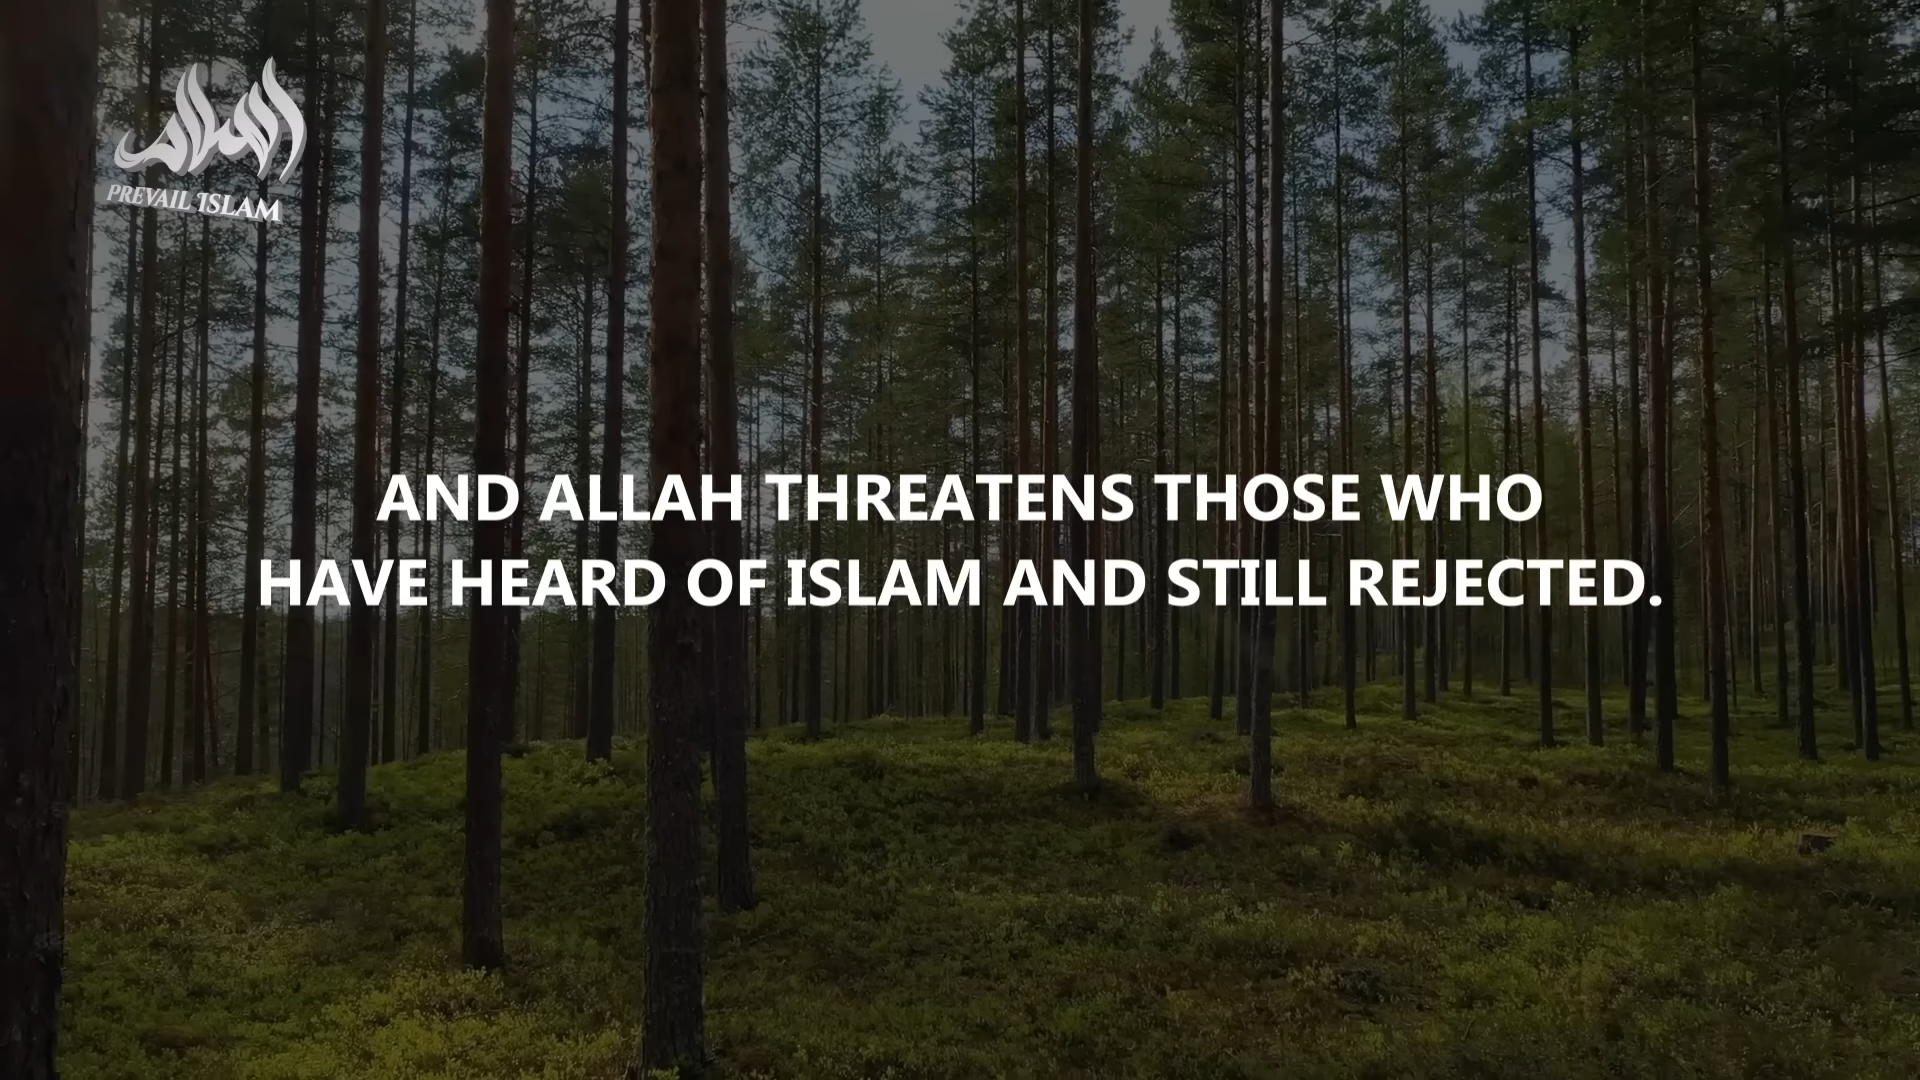 PREVAIL ISLAM
AND ALLAH THREATENS THOSE WHO
HAVE HEARD OF ISLAM AND STILL REJECTED.